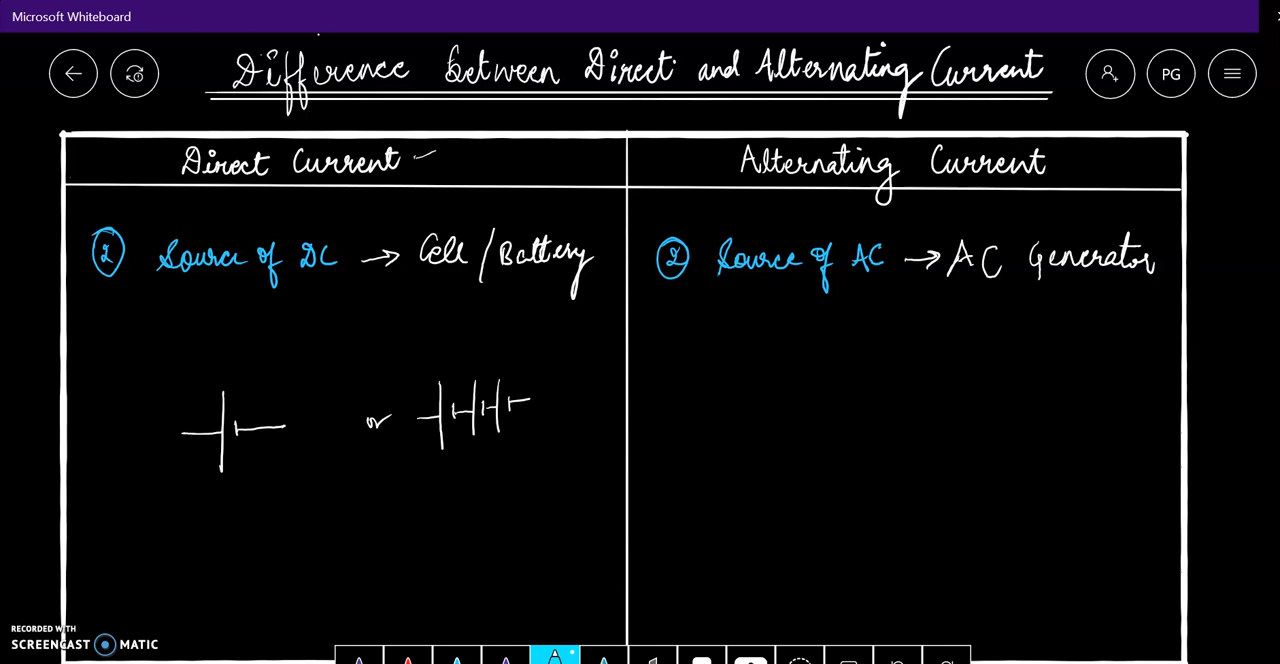 Microsoft Whiteboard
Difference between Direct and Alternating Current
PG
Direct Current
Alternating Current
2 Source of DC → Cell / Battery
2 Source of AC → AC Generator
or
RECORDED WITH
SCREENCAST MATIC